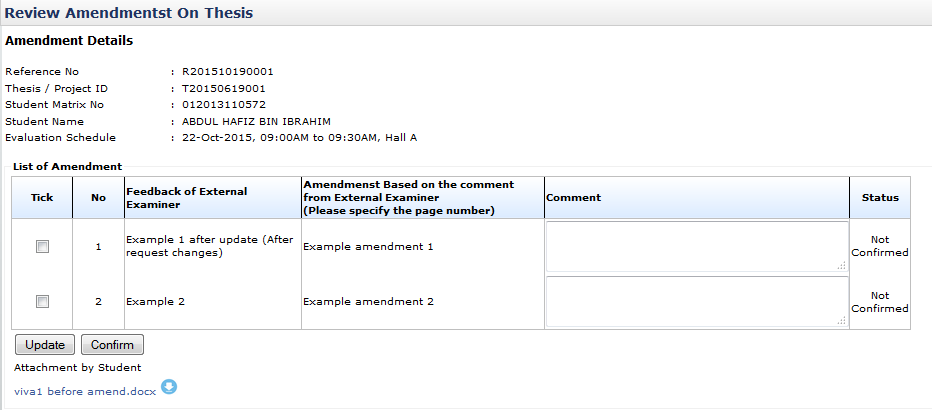 Review Amendmentst On Thesis
Amendment Details
Reference No : R201510190001
Thesis / Project ID : T20150619001
Student Matrix No : 012013110572
Student Name : ABDUL HAFIZ BIN IBRAHIM
Evaluation Schedule : 22-Oct-2015, 09:00AM to 09:30AM, Hall A
List of Amendment
Tick No Feedback of External Examiner Amendmenst Based on the comment from External Examiner (Please specify the page number) Comment Status
1 Example 1 after update (After request changes) Example amendment 1 Not Confirmed
2 Example 2 Example amendment 2 Not Confirmed
Update Confirm
Attachment by Student
viva1 before amend.docx